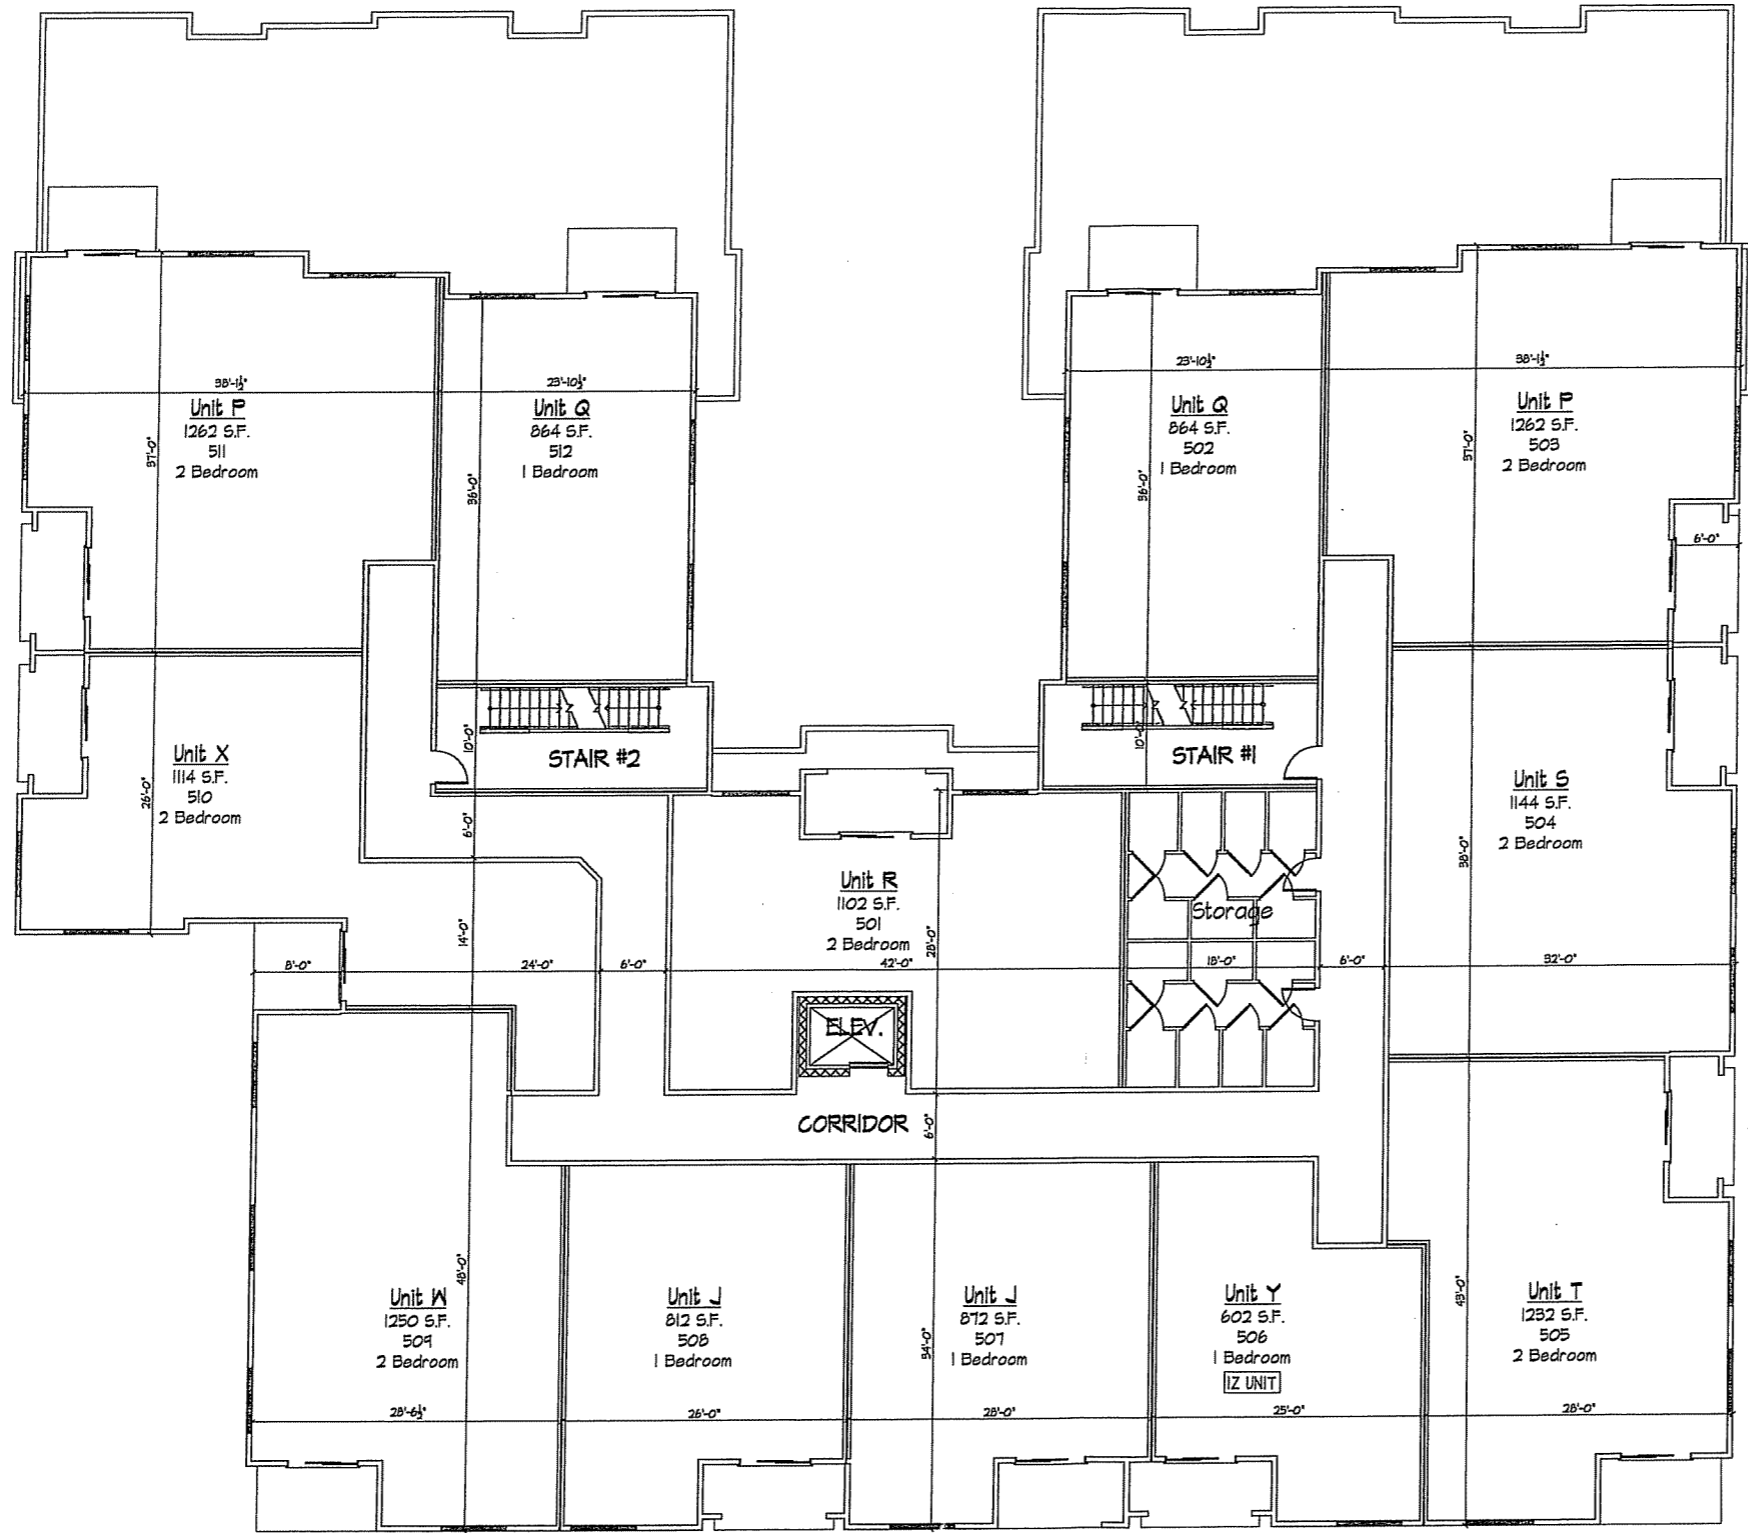 38'-1½"
23'-10½"
23'-10½"
38'-1½"
Unit P
1262 S.F.
511
2 Bedroom
37'-0"
Unit Q
864 S.F.
512
1 Bedroom
36'-0"
Unit Q
864 S.F.
502
1 Bedroom
36'-0"
Unit P
1262 S.F.
503
2 Bedroom
37'-0"
6'-0"
STAIR #2
10'-0"
STAIR #1
10'-0"
Unit X
1114 S.F.
510
2 Bedroom
26'-0"
6'-0"
Unit S
1144 S.F.
504
2 Bedroom
38'-0"
Unit R
1102 S.F.
501
2 Bedroom
28'-0"
Storage
14'-0"
8'-0"
24'-0"
6'-0"
42'-0"
18'-0"
6'-0"
32'-0"
ELEV.
CORRIDOR
6'-0"
Unit W
1250 S.F.
509
2 Bedroom
48'-0"
Unit J
812 S.F.
508
1 Bedroom
Unit J
872 S.F.
507
1 Bedroom
34'-0"
Unit Y
602 S.F.
506
1 Bedroom
IZ UNIT
Unit T
1232 S.F.
505
2 Bedroom
43'-0"
28'-6½"
26'-0"
28'-0"
25'-0"
28'-0"